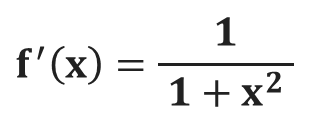 f ′(x) = 1 / (1 + x²)